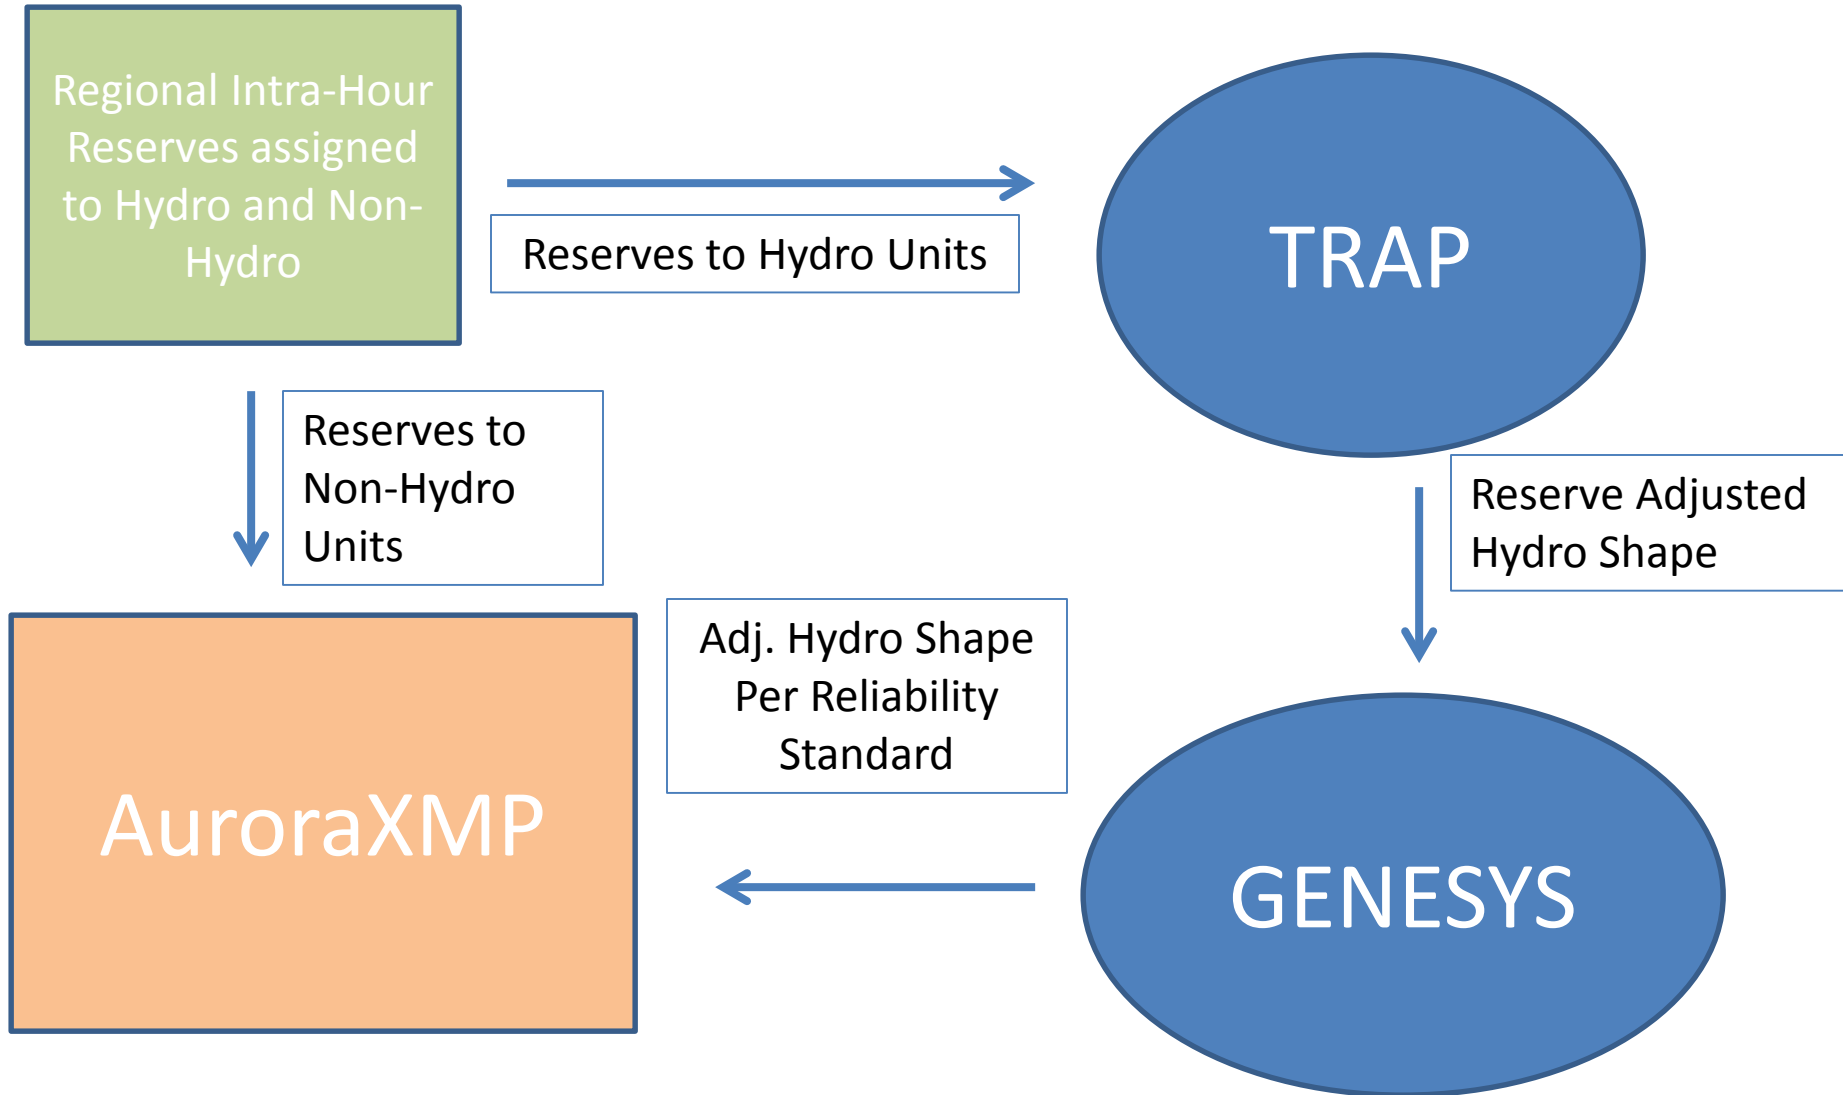 Regional Intra-Hour
Reserves assigned
to Hydro and Non-
Hydro
Reserves to Hydro Units
TRAP
Reserves to
Non-Hydro
Units
Reserve Adjusted
Hydro Shape
Adj. Hydro Shape
Per Reliability
Standard
AuroraXMP
GENESYS